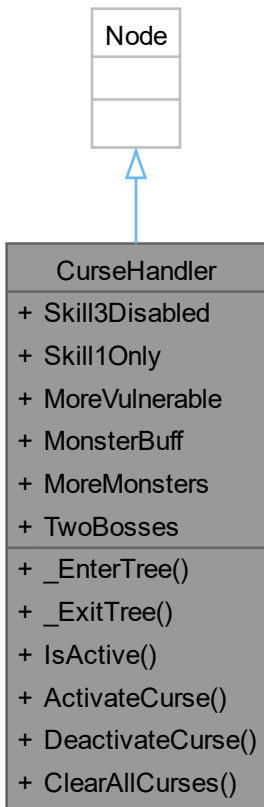 Node
CurseHandler
+ Skill3Disabled
+ Skill1Only
+ MoreVulnerable
+ MonsterBuff
+ MoreMonsters
+ TwoBosses
+ _EnterTree()
+ _ExitTree()
+ IsActive()
+ ActivateCurse()
+ DeactivateCurse()
+ ClearAllCurses()